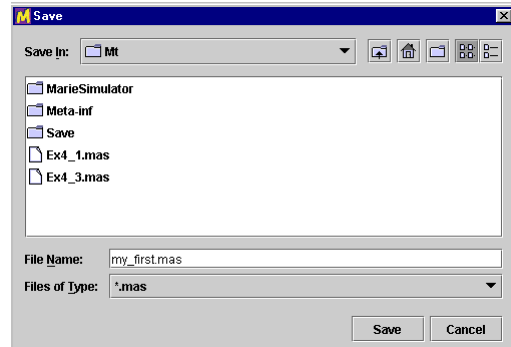 M Save
Save In: Mt
MarieSimulator
Meta-inf
Save
Ex4_1.mas
Ex4_3.mas
File Name: my_first.mas
Files of Type: *.mas
Save Cancel